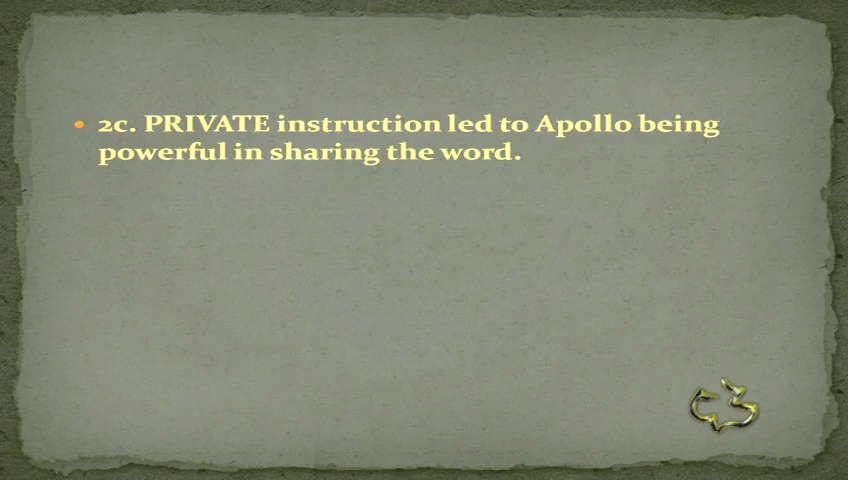 • 2c. PRIVATE instruction led to Apollo being
powerful in sharing the word.